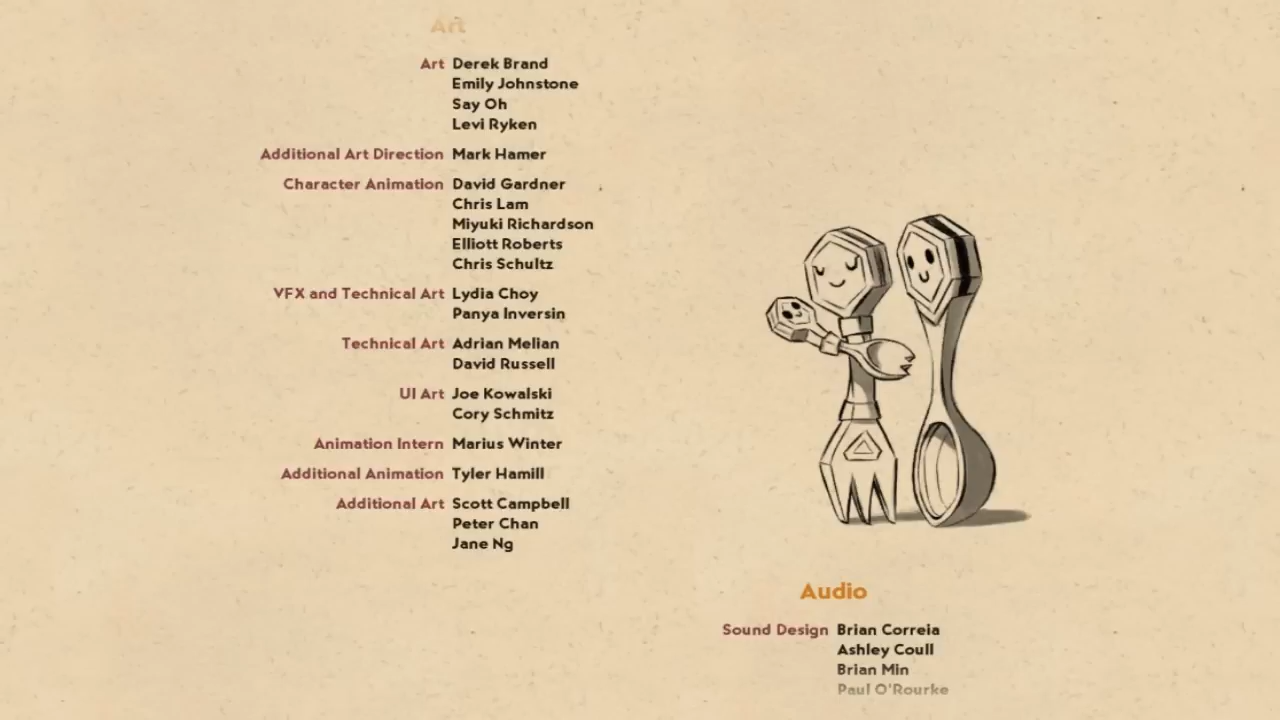 Art
Art Derek Brand
Emily Johnstone
Say Oh
Levi Ryken
Additional Art Direction Mark Hamer
Character Animation David Gardner
Chris Lam
Miyuki Richardson
Elliott Roberts
Chris Schultz
VFX and Technical Art Lydia Choy
Panya Inversin
Technical Art Adrian Melian
David Russell
UI Art Joe Kowalski
Cory Schmitz
Animation Intern Marius Winter
Additional Animation Tyler Hamill
Additional Art Scott Campbell
Peter Chan
Jane Ng
Audio
Sound Design Brian Correia
Ashley Coull
Brian Min
Paul O'Rourke